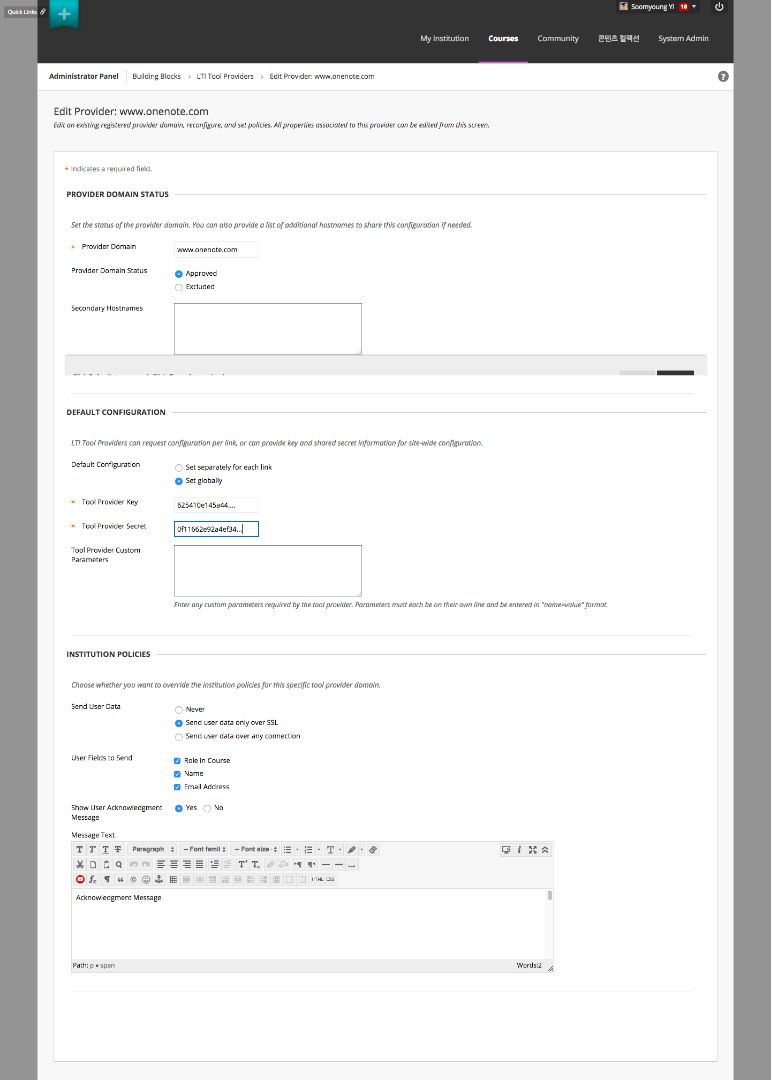 Quick Links
Soomyoung Yi 10
My Institution Courses Community 콘텐츠 컬렉션 System Admin
Administrator Panel Building Blocks > LTI Tool Providers > Edit Provider: www.onenote.com
?
Edit Provider: www.onenote.com
Edit an existing registered provider domain, reconfigure, and set policies. All properties associated to this provider can be edited from this screen.
* Indicates a required field.
PROVIDER DOMAIN STATUS
Set the status of the provider domain. You can also provide a list of additional hostnames to share this configuration if needed.
* Provider Domain www.onenote.com
Provider Domain Status Approved
Excluded
Secondary Hostnames
DEFAULT CONFIGURATION
LTI Tool Providers can request configuration per link, or can provide key and shared secret information for site-wide configuration.
Default Configuration Set separately for each link
Set globally
* Tool Provider Key 625410e145a44....
* Tool Provider Secret 0f11662e92a4ef34...
Tool Provider Custom
Parameters
Enter any custom parameters required by the tool provider. Parameters must each be on their own line and be entered in "name=value" format.
INSTITUTION POLICIES
Choose whether you want to override the institution policies for this specific tool provider domain.
Send User Data Never
Send user data only over SSL
Send user data over any connection
User Fields to Send Role in Course
Name
Email Address
Show User Acknowledgment
Message Yes No
Message Text
T T T T Paragraph – Font famil – Font size
HTML CSS
Acknowledgment Message
Path: p » span Words:2